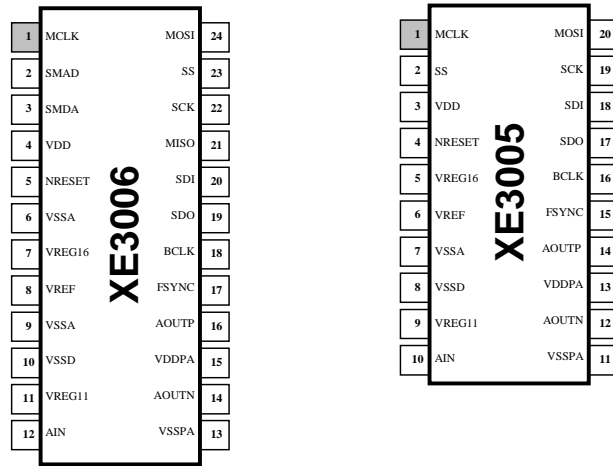 1 MCLK MOSI 24
2 SMAD SS 23
3 SMDA SCK 22
4 VDD MISO 21
5 NRESET SDI 20
6 VSSA SDO 19
7 VREG16 BCLK 18
8 VREF FSYNC 17
9 VSSA AOUTP 16
10 VSSD VDDPA 15
11 VREG11 AOUTN 14
12 AIN VSSPA 13
XE3006
1 MCLK MOSI 20
2 SS SCK 19
3 VDD SDI 18
4 NRESET SDO 17
5 VREG16 BCLK 16
6 VREF FSYNC 15
7 VSSA AOUTP 14
8 VSSD VDDPA 13
9 VREG11 AOUTN 12
10 AIN VSSPA 11
XE3005